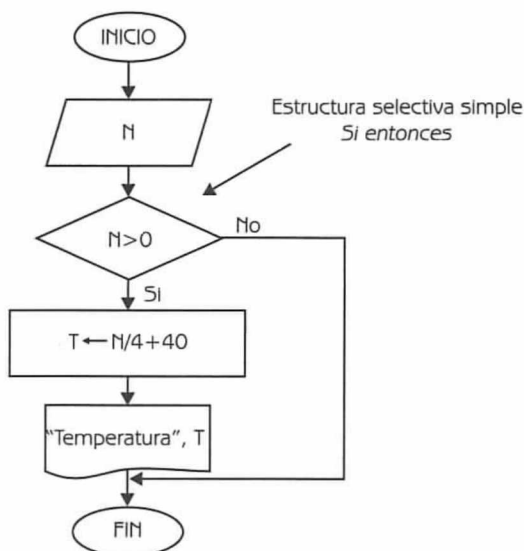 INICIO
N
Estructura selectiva simple
Si entonces
N>0
No
Si
T←N/4+40
"Temperatura", T
FIN